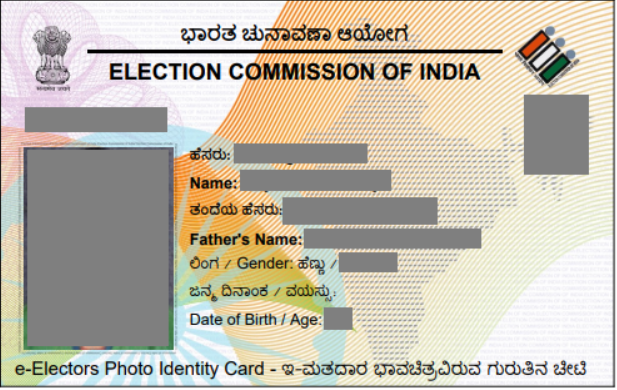 ಭಾರತ ಚುನಾವಣಾ ಆಯೋಗ
ELECTION COMMISSION OF INDIA
सत्यमेव जयते
ಹೆಸರು:
Name:
ತಂದೆಯ ಹೆಸರು:
Father's Name:
ಲಿಂಗ / Gender: ಹೆಣ್ಣು /
ಜನ್ಮ ದಿನಾಂಕ / ವಯಸ್ಸು:
Date of Birth / Age:
e-Electors Photo Identity Card - ಇ-ಮತದಾರ ಭಾವಚಿತ್ರವಿರುವ ಗುರುತಿನ ಚೀಟಿ